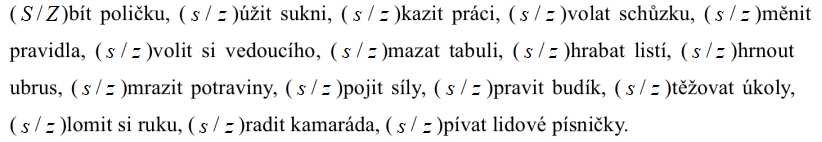 (S/Z)bít poličku, (s/z)úžit sukni, (s/z)kazit práci, (s/z)volat schůzku, (s/z)měnit
pravidla, (s/z)volit si vedoucího, (s/z)mazat tabuli, (s/z)hrabat listí, (s/z)hrnout
ubrus, (s/z)mrazit potraviny, (s/z)pojit síly, (s/z)pravit budík, (s/z)těžovat úkoly,
(s/z)lomit si ruku, (s/z)radit kamaráda, (s/z)pívat lidové písničky.